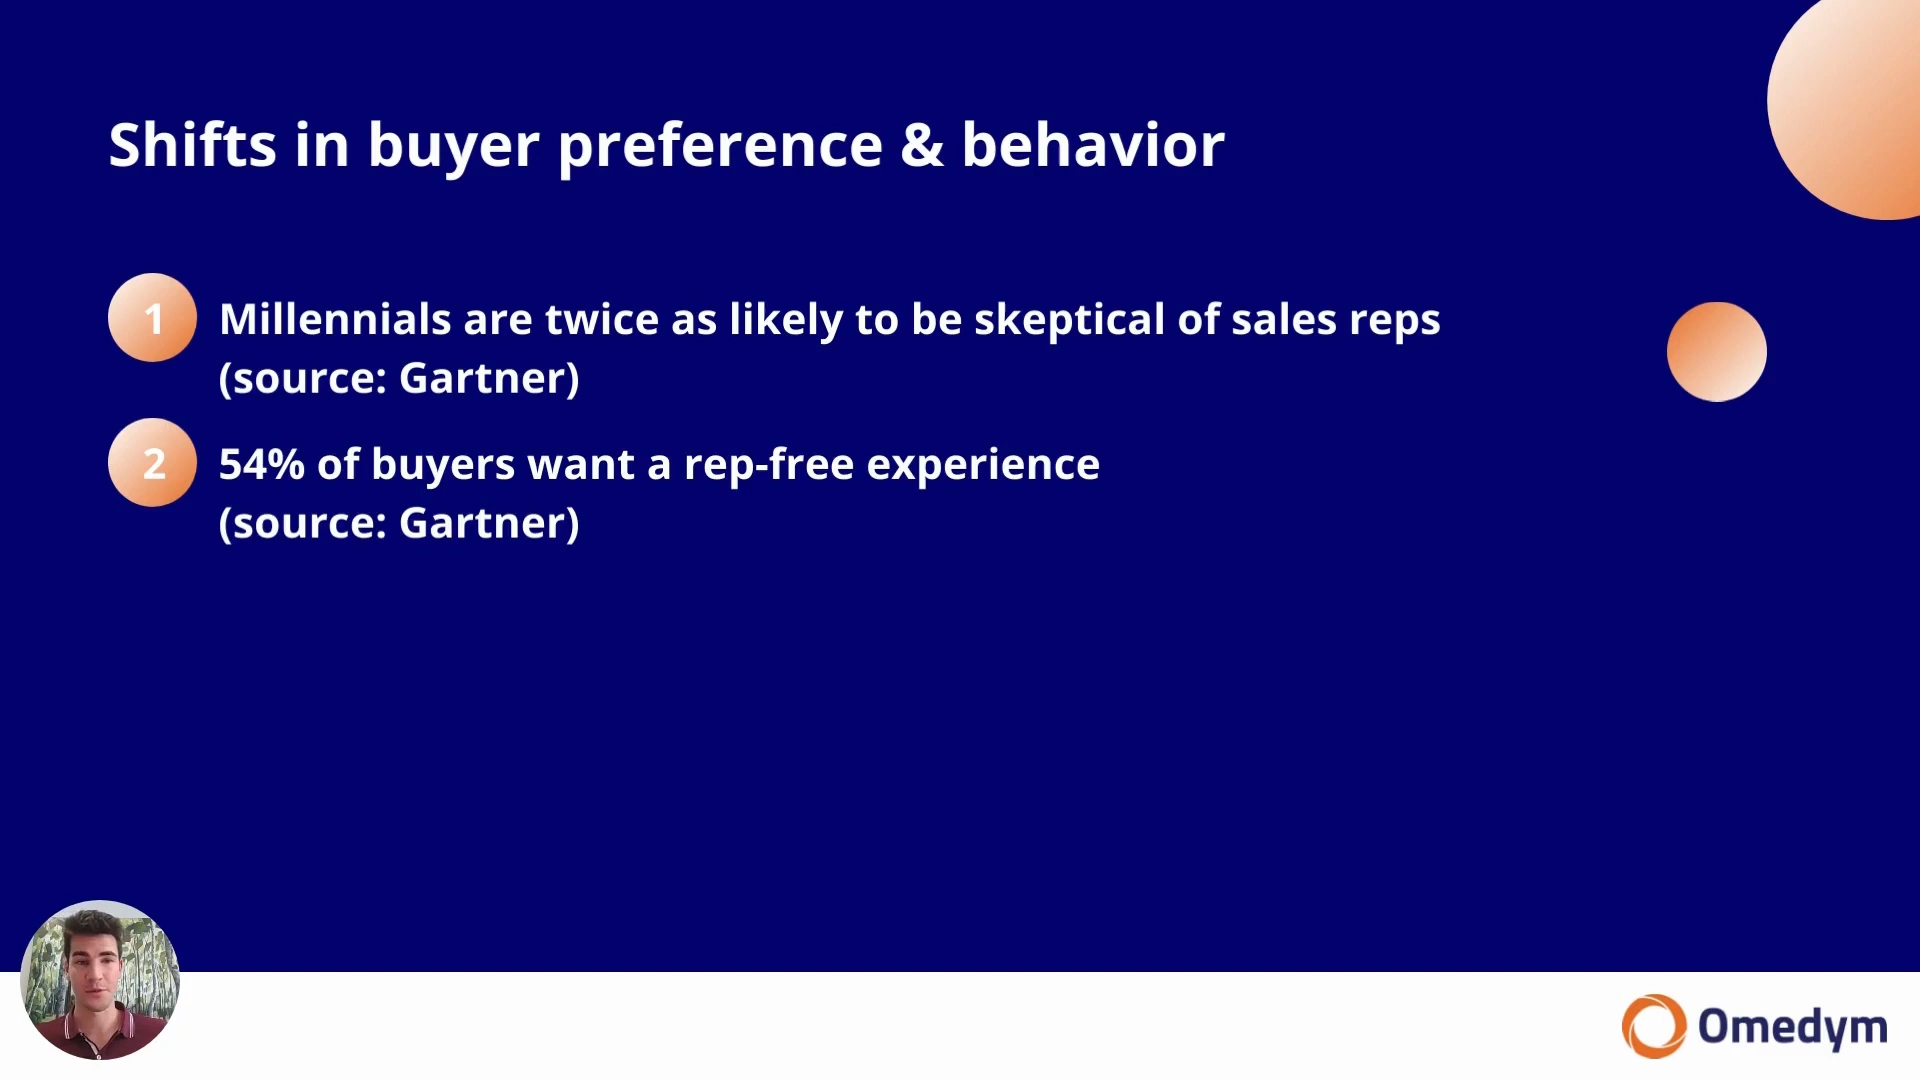 Shifts in buyer preference & behavior
1 Millennials are twice as likely to be skeptical of sales reps
(source: Gartner)
2 54% of buyers want a rep-free experience
(source: Gartner)
Omedym